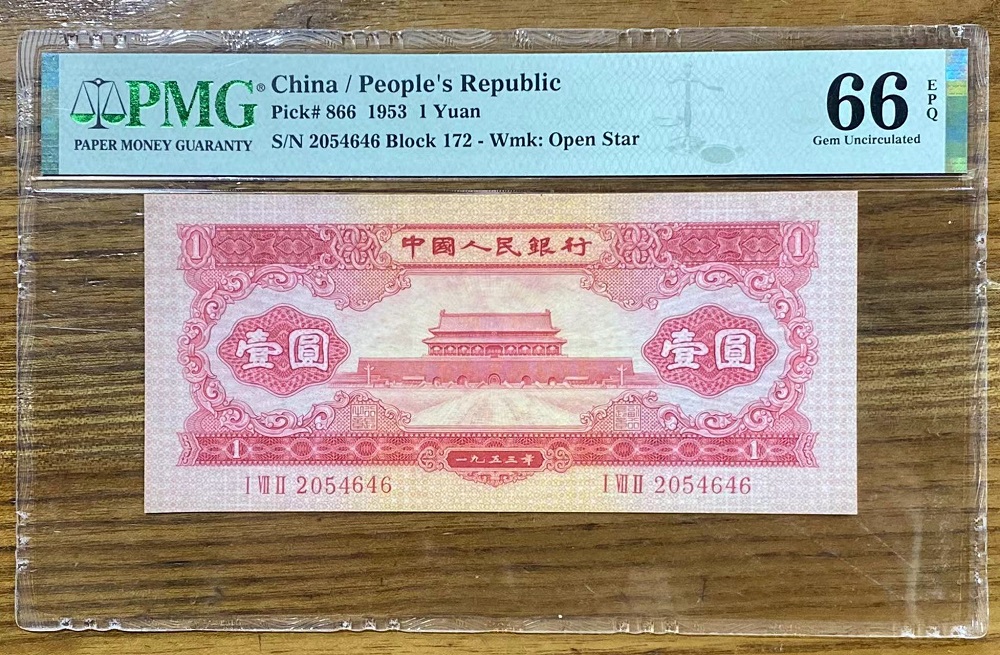 PMG®
PAPER MONEY GUARANTY
China / People's Republic
Pick# 866 1953 1 Yuan
S/N 2054646 Block 172 - Wmk: Open Star
66
EPQ
Gem Uncirculated
1 中國人民銀行 1
壹圓 壹圓
1 一九五三年 1
I VII II 2054646 I VII II 2054646